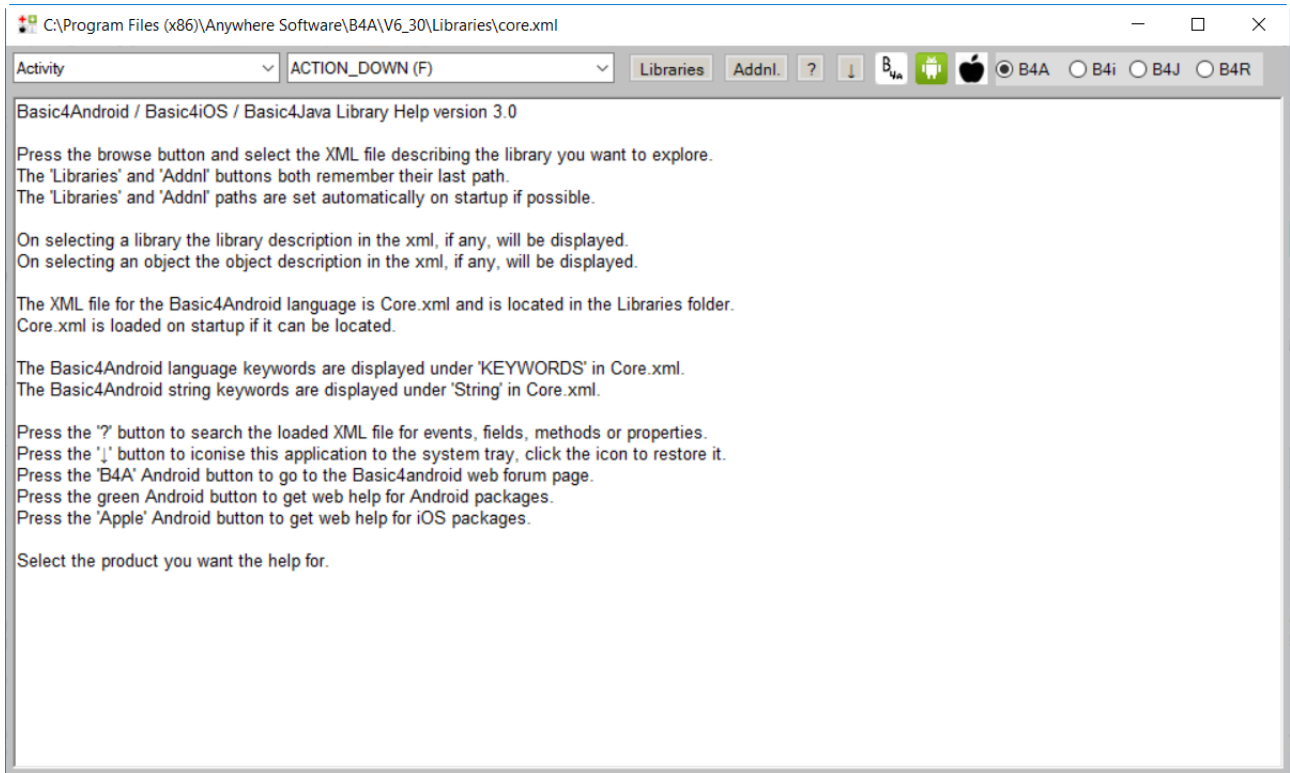 C:\Program Files (x86)\Anywhere Software\B4A\V6_30\Libraries\core.xml
Activity ACTION_DOWN (F) Libraries Addnl. ? ↓ B4A B4A B4i B4J B4R
Basic4Android / Basic4iOS / Basic4Java Library Help version 3.0
Press the browse button and select the XML file describing the library you want to explore.
The 'Libraries' and 'Addnl' buttons both remember their last path.
The 'Libraries' and 'Addnl' paths are set automatically on startup if possible.
On selecting a library the library description in the xml, if any, will be displayed.
On selecting an object the object description in the xml, if any, will be displayed.
The XML file for the Basic4Android language is Core.xml and is located in the Libraries folder.
Core.xml is loaded on startup if it can be located.
The Basic4Android language keywords are displayed under 'KEYWORDS' in Core.xml.
The Basic4Android string keywords are displayed under 'String' in Core.xml.
Press the '?' button to search the loaded XML file for events, fields, methods or properties.
Press the '↓' button to iconise this application to the system tray, click the icon to restore it.
Press the 'B4A' Android button to go to the Basic4android web forum page.
Press the green Android button to get web help for Android packages.
Press the 'Apple' Android button to get web help for iOS packages.
Select the product you want the help for.